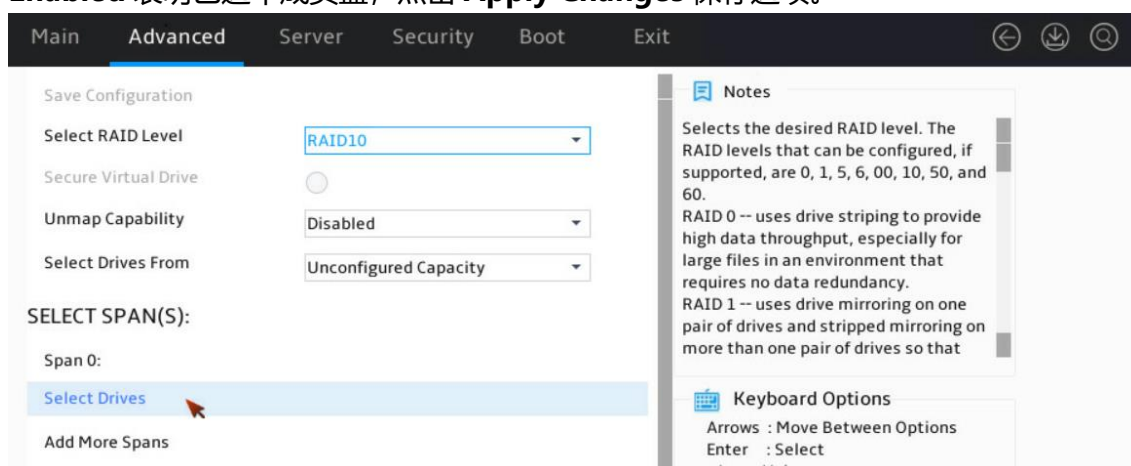 Main Advanced Server Security Boot Exit
Save Configuration
Select RAID Level RAID10
Secure Virtual Drive
Unmap Capability Disabled
Select Drives From Unconfigured Capacity
SELECT SPAN(S):
Span 0:
Select Drives
Add More Spans
Notes
Selects the desired RAID level. The
RAID levels that can be configured, if
supported, are 0, 1, 5, 6, 00, 10, 50, and
60.
RAID 0 -- uses drive striping to provide
high data throughput, especially for
large files in an environment that
requires no data redundancy.
RAID 1 -- uses drive mirroring on one
pair of drives and stripped mirroring on
more than one pair of drives so that
Keyboard Options
Arrows : Move Between Options
Enter : Select